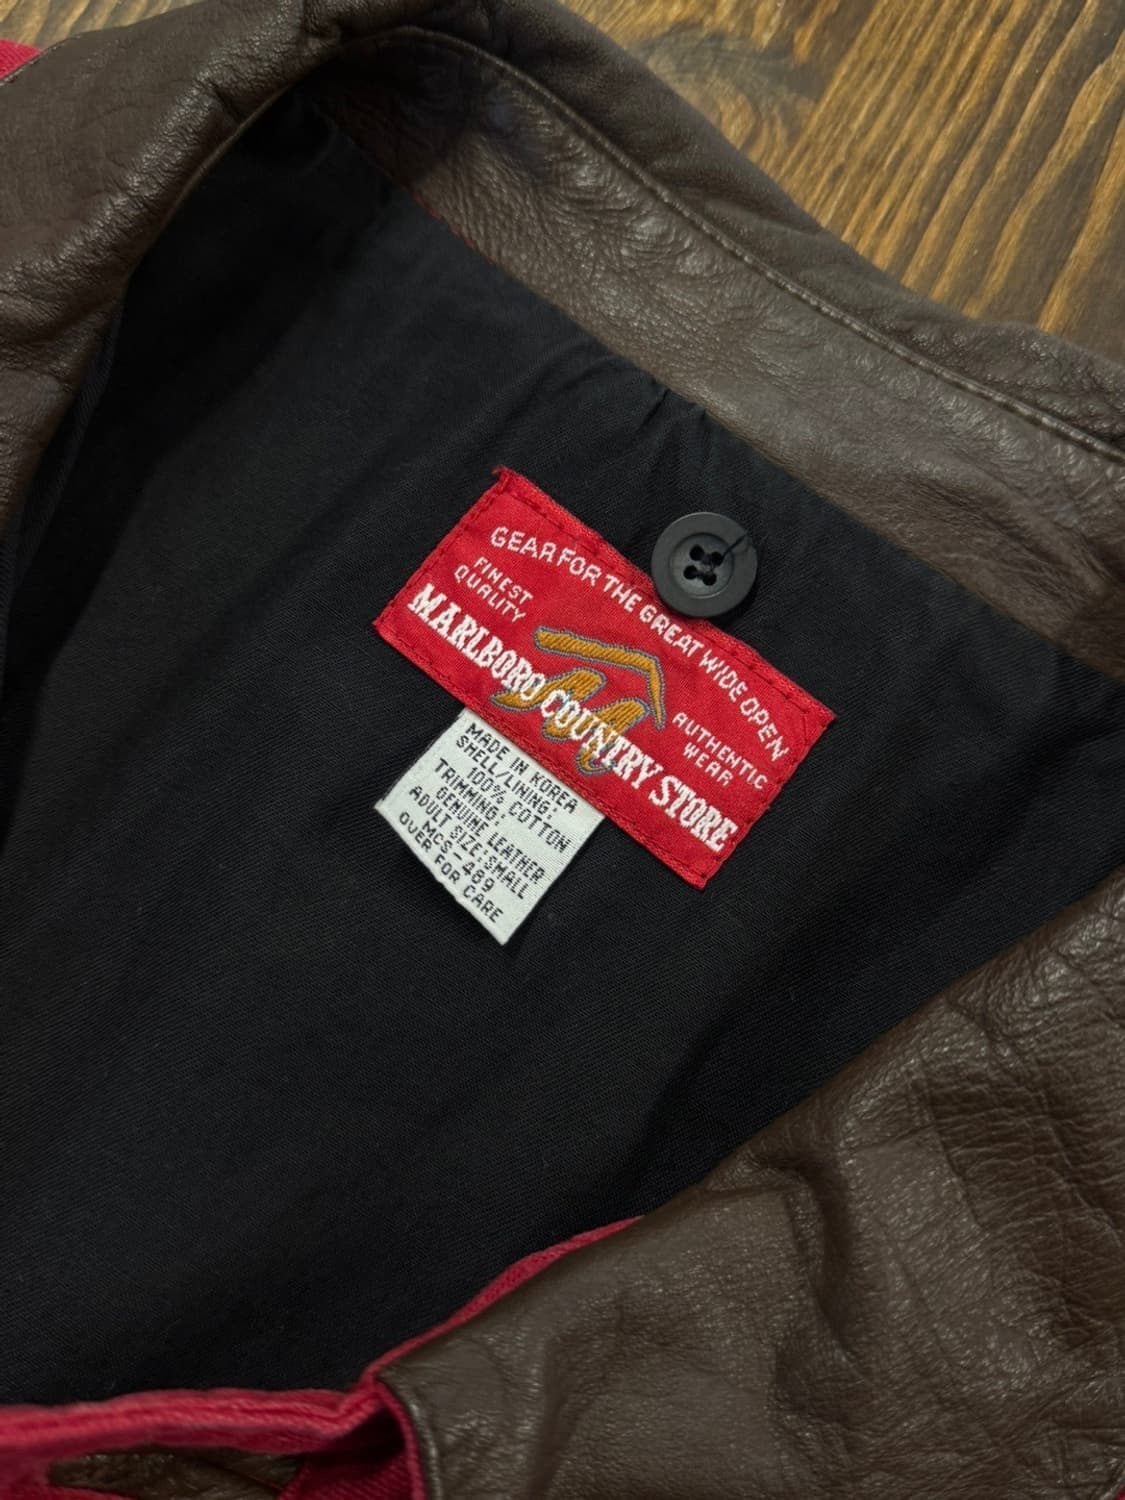 GEAR FOR THE GREAT WIDE OPEN
FINEST
QUALITY
MARLBORO COUNTRY STORE
AUTHENTIC
WEAR
MADE IN KOREA
SHELL/LINING:
100% COTTON
TRIMMING:
GENUINE LEATHER
ADULT SIZE:SMALL
MCS-489
OVER FOR CARE